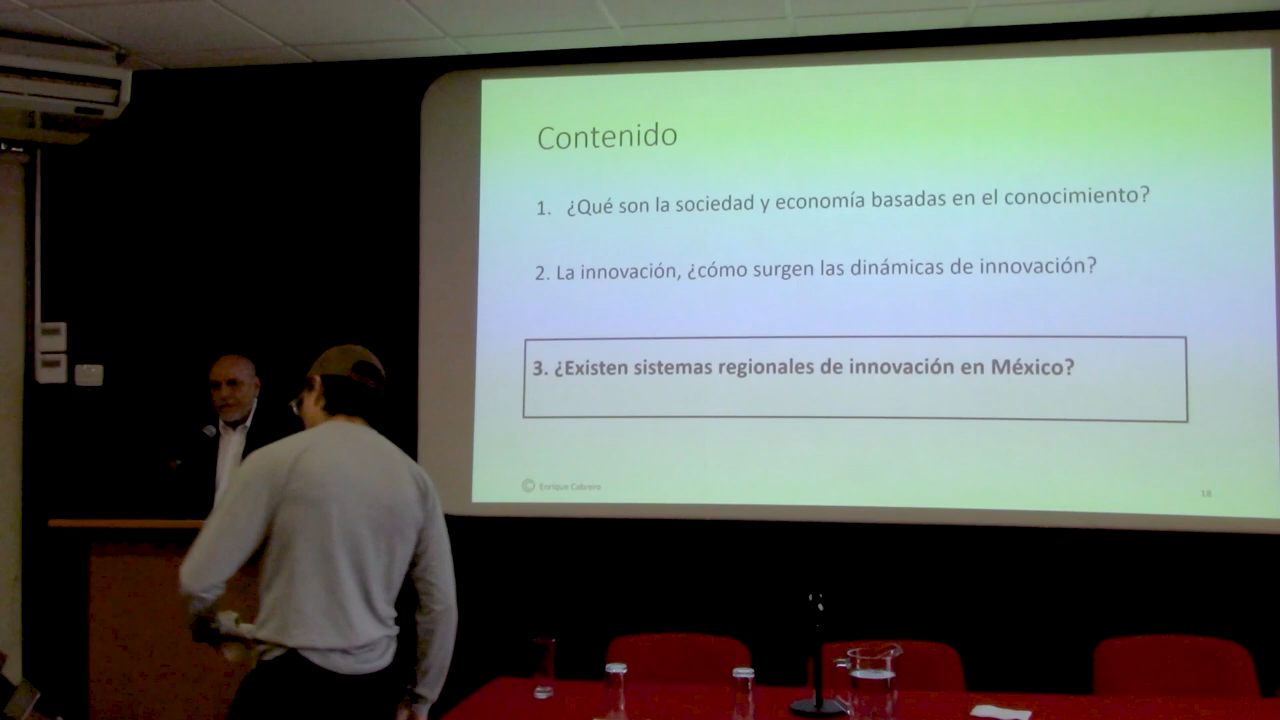 Contenido
1. ¿Qué son la sociedad y economía basadas en el conocimiento?
2. La innovación, ¿cómo surgen las dinámicas de innovación?
3. ¿Existen sistemas regionales de innovación en México?
© Enrique Cabrero
18